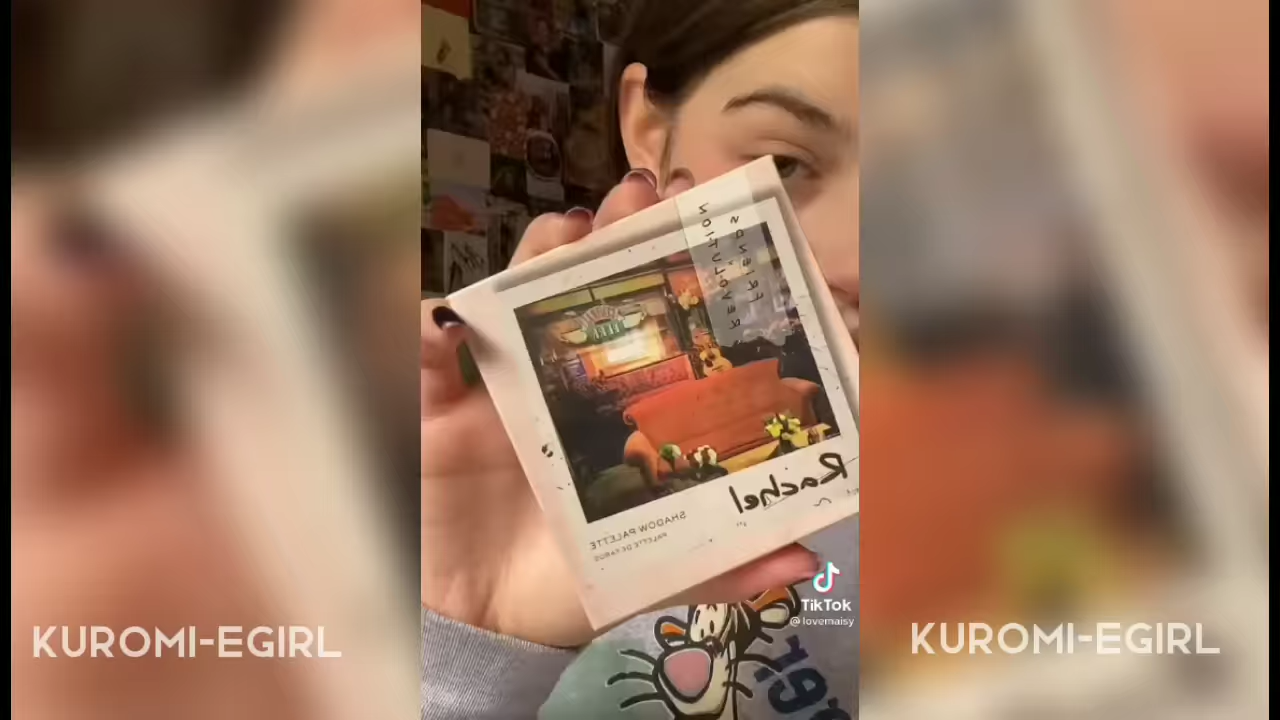 REVOLUTION
FRIENDS
Rachel
SHADOW PALETTE
PALETTE DE FARDS
TikTok
@lovemaisy
KUROMI-EGIRL
KUROMI-EGIRL